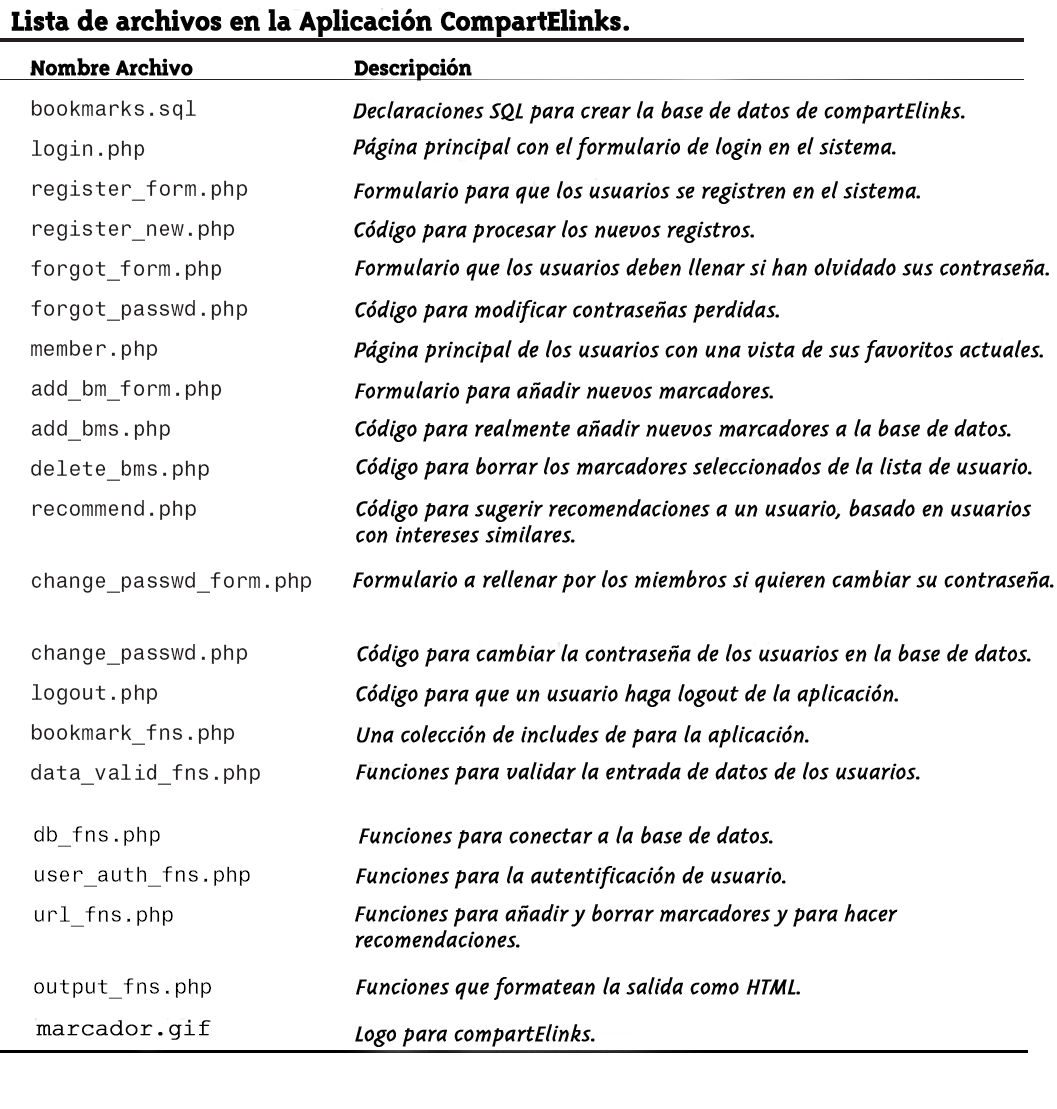 Lista de archivos en la Aplicación CompartElinks.
Nombre Archivo Descripción
bookmarks.sql Declaraciones SQL para crear la base de datos de compartElinks.
login.php Página principal con el formulario de login en el sistema.
register_form.php Formulario para que los usuarios se registren en el sistema.
register_new.php Código para procesar los nuevos registros.
forgot_form.php Formulario que los usuarios deben llenar si han olvidado sus contraseña.
forgot_passwd.php Código para modificar contraseñas perdidas.
member.php Página principal de los usuarios con una vista de sus favoritos actuales.
add_bm_form.php Formulario para añadir nuevos marcadores.
add_bms.php Código para realmente añadir nuevos marcadores a la base de datos.
delete_bms.php Código para borrar los marcadores seleccionados de la lista de usuario.
recommend.php Código para sugerir recomendaciones a un usuario, basado en usuarios
con intereses similares.
change_passwd_form.php Formulario a rellenar por los miembros si quieren cambiar su contraseña.
change_passwd.php Código para cambiar la contraseña de los usuarios en la base de datos.
logout.php Código para que un usuario haga logout de la aplicación.
bookmark_fns.php Una colección de includes de para la aplicación.
data_valid_fns.php Funciones para validar la entrada de datos de los usuarios.
db_fns.php Funciones para conectar a la base de datos.
user_auth_fns.php Funciones para la autentificación de usuario.
url_fns.php Funciones para añadir y borrar marcadores y para hacer
recomendaciones.
output_fns.php Funciones que formatean la salida como HTML.
marcador.gif Logo para compartElinks.